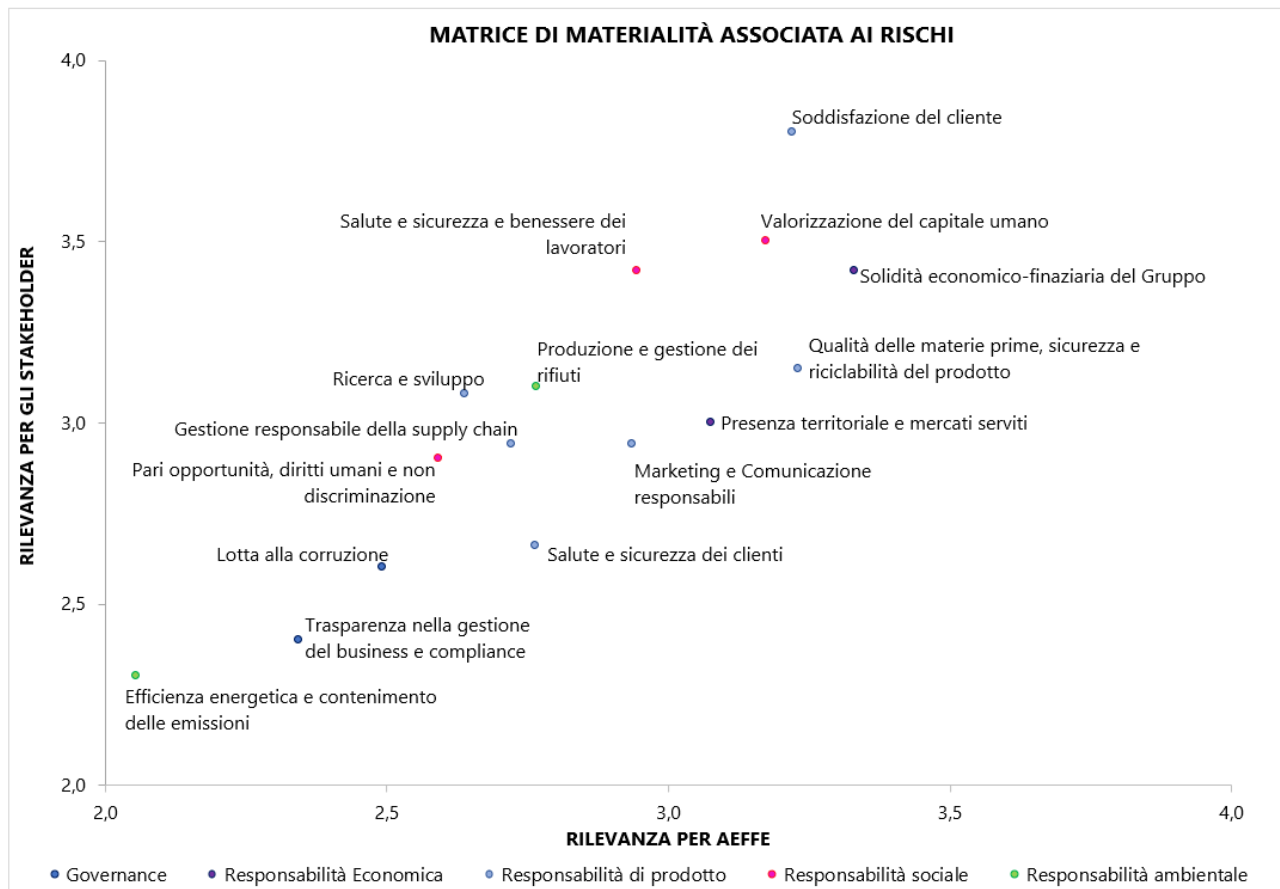 MATRICE DI MATERIALITÀ ASSOCIATA AI RISCHI
RILEVANZA PER GLI STAKEHOLDER
4,0
3,5
3,0
2,5
2,0
Soddisfazione del cliente
Salute e sicurezza e benessere dei
lavoratori
Valorizzazione del capitale umano
Solidità economico-finaziaria del Gruppo
Produzione e gestione dei
rifiuti
Qualità delle materie prime, sicurezza e
riciclabilità del prodotto
Ricerca e sviluppo
Gestione responsabile della supply chain
Presenza territoriale e mercati serviti
Pari opportunità, diritti umani e non
discriminazione
Marketing e Comunicazione
responsabili
Lotta alla corruzione
Salute e sicurezza dei clienti
Trasparenza nella gestione
del business e compliance
Efficienza energetica e contenimento
delle emissioni
2,0
2,5
3,0
3,5
4,0
RILEVANZA PER AEFFE
Governance
Responsabilità Economica
Responsabilità di prodotto
Responsabilità sociale
Responsabilità ambientale